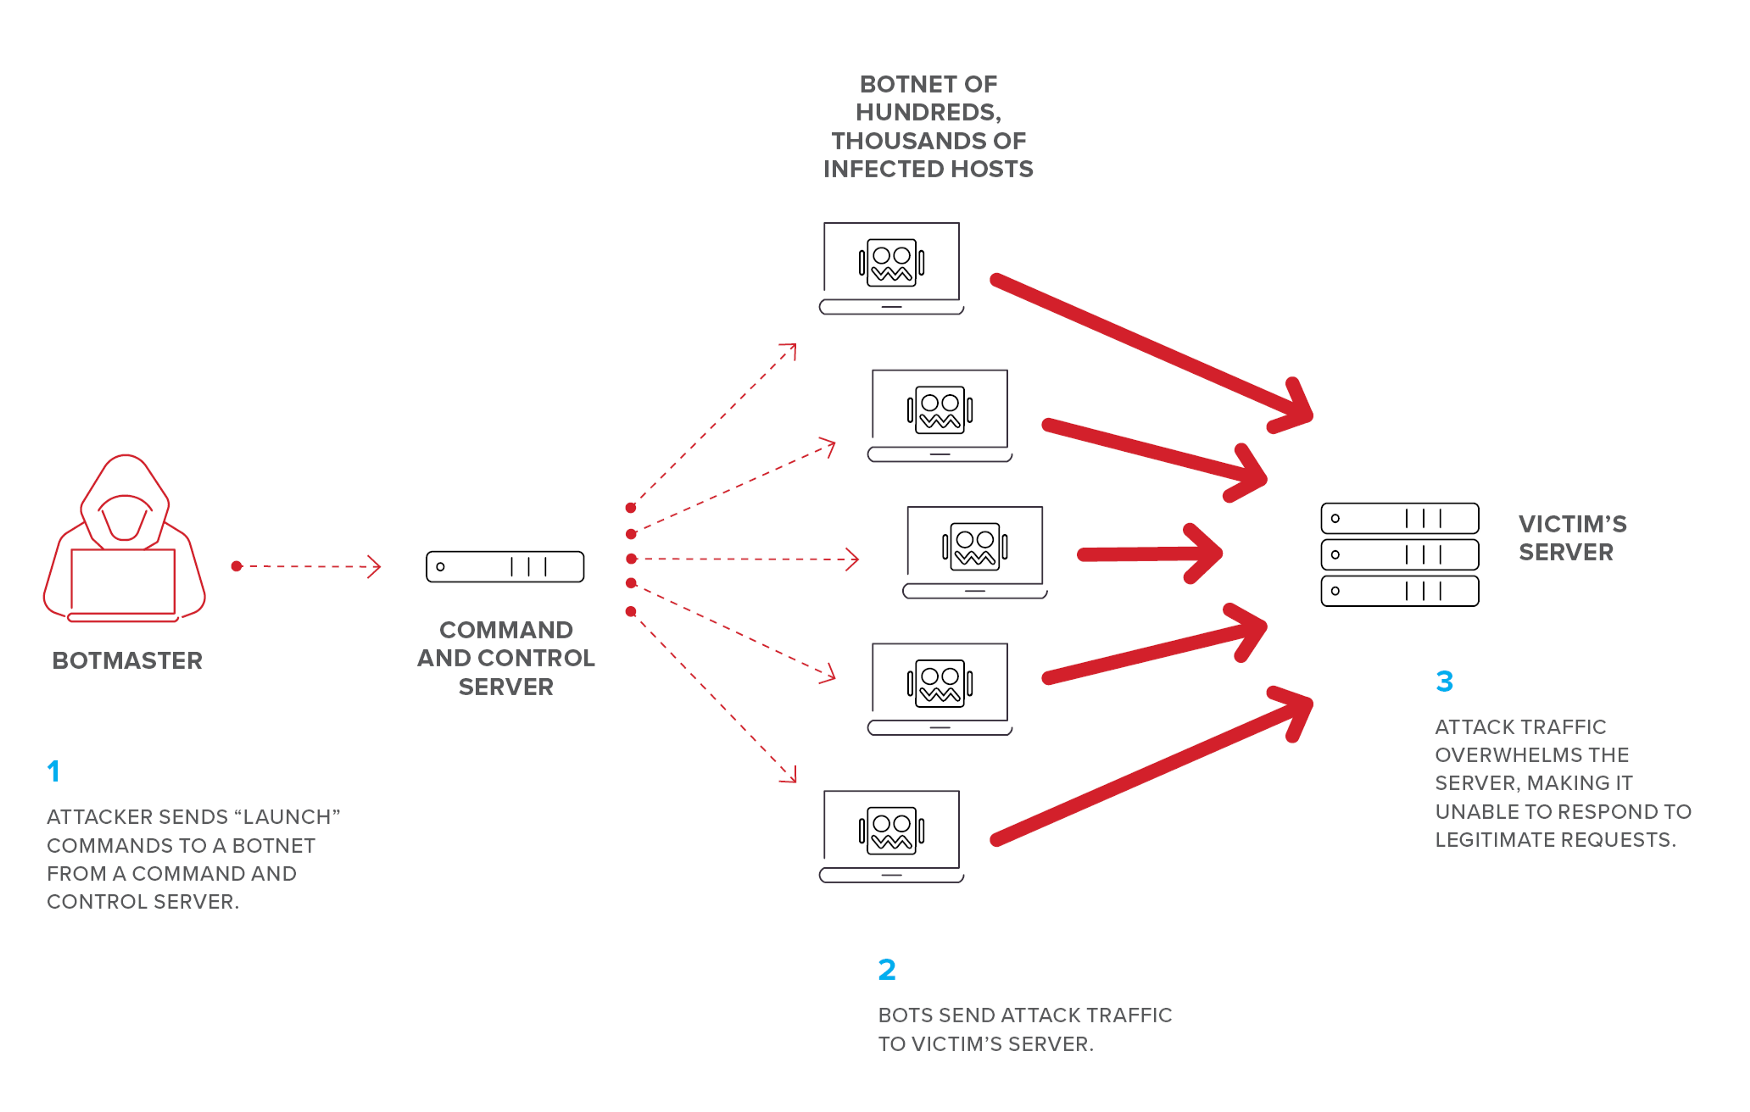 BOTNET OF
HUNDREDS,
THOUSANDS OF
INFECTED HOSTS
BOTMASTER
COMMAND
AND CONTROL
SERVER
VICTIM’S
SERVER
1
ATTACKER SENDS “LAUNCH”
COMMANDS TO A BOTNET
FROM A COMMAND AND
CONTROL SERVER.
2
BOTS SEND ATTACK TRAFFIC
TO VICTIM’S SERVER.
3
ATTACK TRAFFIC
OVERWHELMS THE
SERVER, MAKING IT
UNABLE TO RESPOND TO
LEGITIMATE REQUESTS.